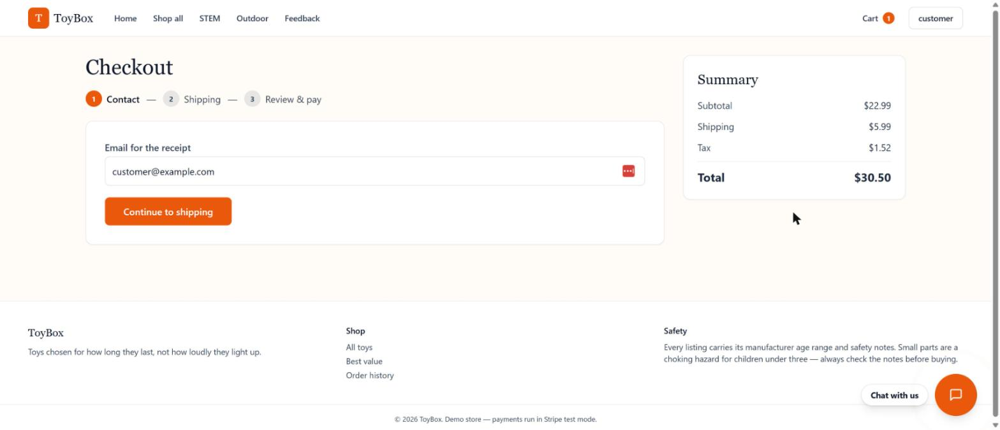 T ToyBox Home Shop all STEM Outdoor Feedback Cart 1 customer
Checkout
1 Contact — 2 Shipping — 3 Review & pay
Email for the receipt
customer@example.com
Continue to shipping
Summary
Subtotal $22.99
Shipping $5.99
Tax $1.52
Total $30.50
ToyBox
Toys chosen for how long they last, not how loudly they light up.
Shop
All toys
Best value
Order history
Safety
Every listing carries its manufacturer age range and safety notes. Small parts are a
choking hazard for children under three — always check the notes before buying.
Chat with us
© 2026 ToyBox. Demo store — payments run in Stripe test mode.